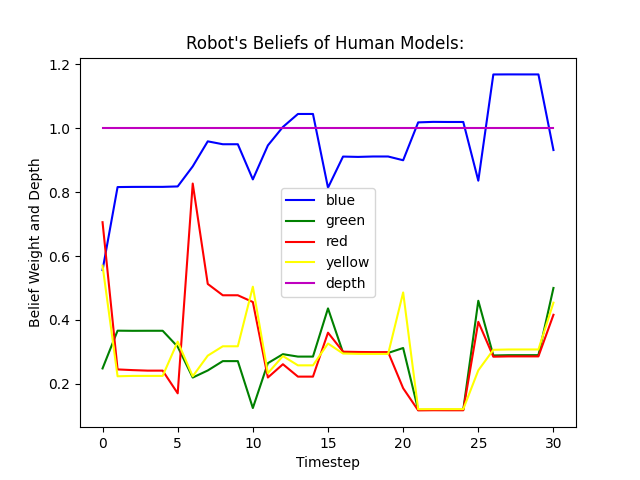 Robot's Beliefs of Human Models:
Belief Weight and Depth
1.2
1.0
0.8
0.6
0.4
0.2
blue
green
red
yellow
depth
0 5 10 15 20 25 30
Timestep